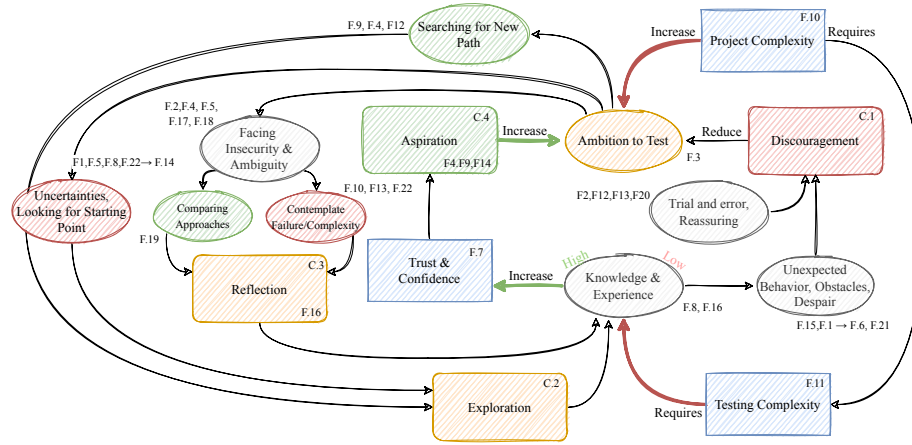 F.9, F.4, F.12
Searching for New
Path
F.10
Project Complexity
Increase
Requires
F.2,F.4, F.5,
F.17, F.18
Facing
Insecurity &
Ambiguity
C.4
Aspiration
F4.F9,F14
Increase
Ambition to Test
Reduce
F.3
C.1
Discouragement
F1,F.5,F.8,F.22→ F.14
Uncertainties,
Looking for Starting
Point
F.10, F13, F.22
Comparing
Approaches
Contemplate
Failure/Complexity
F2,F12,F13,F20
Trial and error,
Reassuring
F.19
C.3
Reflection
F.16
F.7
Trust &
Confidence
Increase
High
Low
Knowledge &
Experience
F.8, F.16
Unexpected
Behavior, Obstacles,
Despair
F.15,F.1 → F.6, F.21
C.2
Exploration
Requires
F.11
Testing Complexity